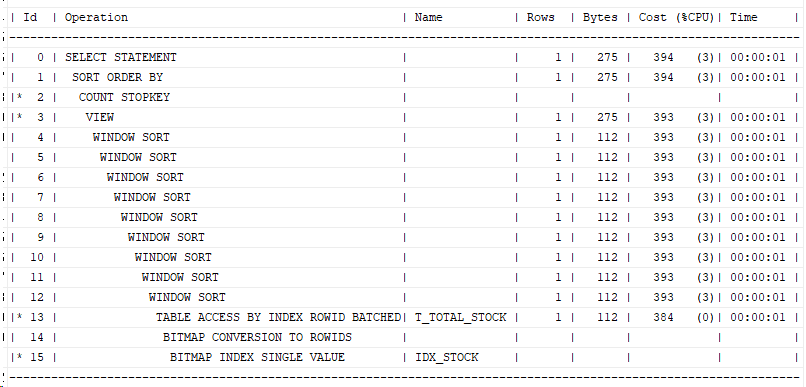 | Id  | Operation                                       | Name          | Rows  | Bytes | Cost (%CPU)| Time     |
----------------------------------------------------------------------------------------------------------------
|   0 | SELECT STATEMENT                                |               |     1 |   275 |   394   (3)| 00:00:01 |
|   1 |  SORT ORDER BY                                  |               |     1 |   275 |   394   (3)| 00:00:01 |
|*  2 |   COUNT STOPKEY                                 |               |       |       |            |          |
|*  3 |    VIEW                                         |               |     1 |   275 |   393   (3)| 00:00:01 |
|   4 |     WINDOW SORT                                 |               |     1 |   112 |   393   (3)| 00:00:01 |
|   5 |      WINDOW SORT                                |               |     1 |   112 |   393   (3)| 00:00:01 |
|   6 |       WINDOW SORT                               |               |     1 |   112 |   393   (3)| 00:00:01 |
|   7 |        WINDOW SORT                              |               |     1 |   112 |   393   (3)| 00:00:01 |
|   8 |         WINDOW SORT                             |               |     1 |   112 |   393   (3)| 00:00:01 |
|   9 |          WINDOW SORT                            |               |     1 |   112 |   393   (3)| 00:00:01 |
|  10 |           WINDOW SORT                           |               |     1 |   112 |   393   (3)| 00:00:01 |
|  11 |            WINDOW SORT                          |               |     1 |   112 |   393   (3)| 00:00:01 |
|  12 |             WINDOW SORT                         |               |     1 |   112 |   393   (3)| 00:00:01 |
|* 13 |              TABLE ACCESS BY INDEX ROWID BATCHED| T_TOTAL_STOCK |     1 |   112 |   384   (0)| 00:00:01 |
|  14 |               BITMAP CONVERSION TO ROWIDS       |               |       |       |            |          |
|* 15 |                BITMAP INDEX SINGLE VALUE        | IDX_STOCK     |       |       |            |          |
----------------------------------------------------------------------------------------------------------------